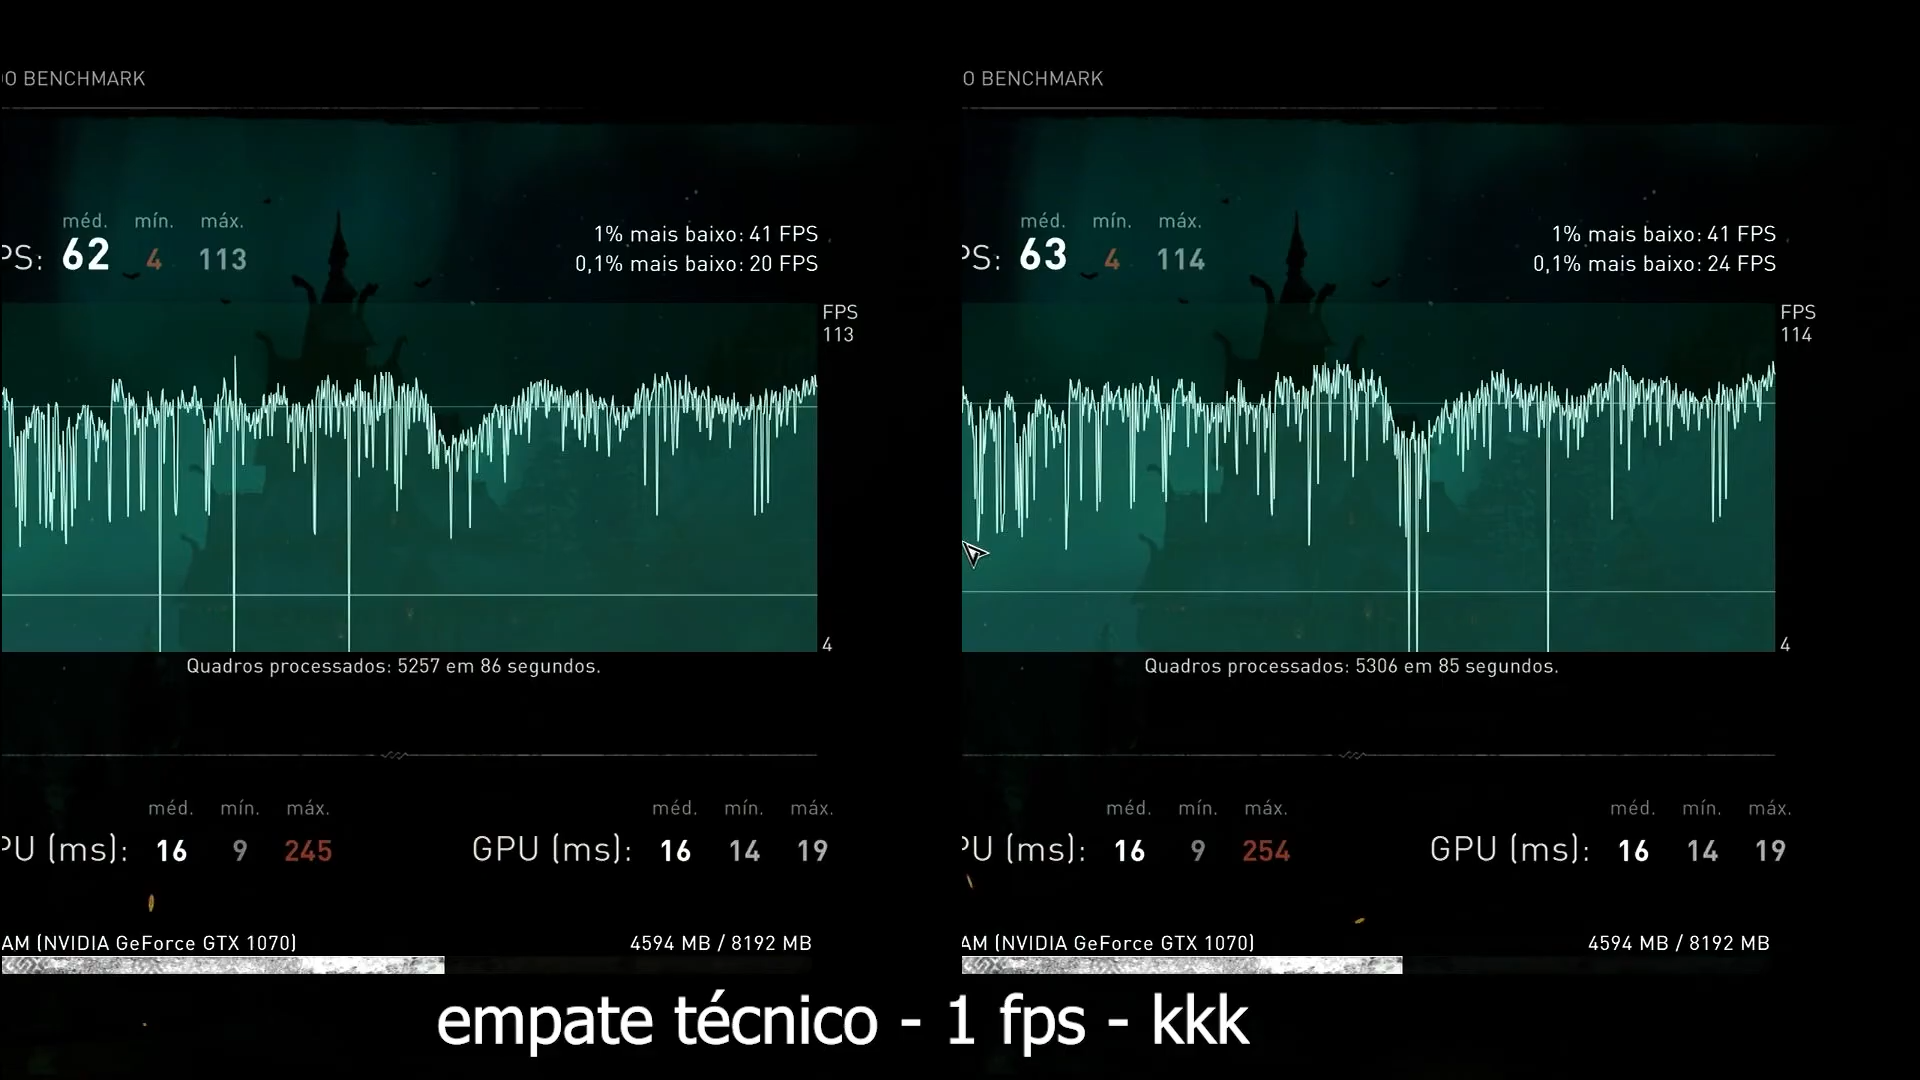 O BENCHMARK
méd. mín. máx.
PS: 62 4 113
1% mais baixo: 41 FPS
0,1% mais baixo: 20 FPS
FPS
113
4
Quadros processados: 5257 em 86 segundos.
méd. mín. máx.
PU (ms): 16 9 245
méd. mín. máx.
GPU (ms): 16 14 19
AM (NVIDIA GeForce GTX 1070)
4594 MB / 8192 MB
O BENCHMARK
méd. mín. máx.
PS: 63 4 114
1% mais baixo: 41 FPS
0,1% mais baixo: 24 FPS
FPS
114
4
Quadros processados: 5306 em 85 segundos.
méd. mín. máx.
PU (ms): 16 9 254
méd. mín. máx.
GPU (ms): 16 14 19
AM (NVIDIA GeForce GTX 1070)
4594 MB / 8192 MB
empate técnico - 1 fps - kkk